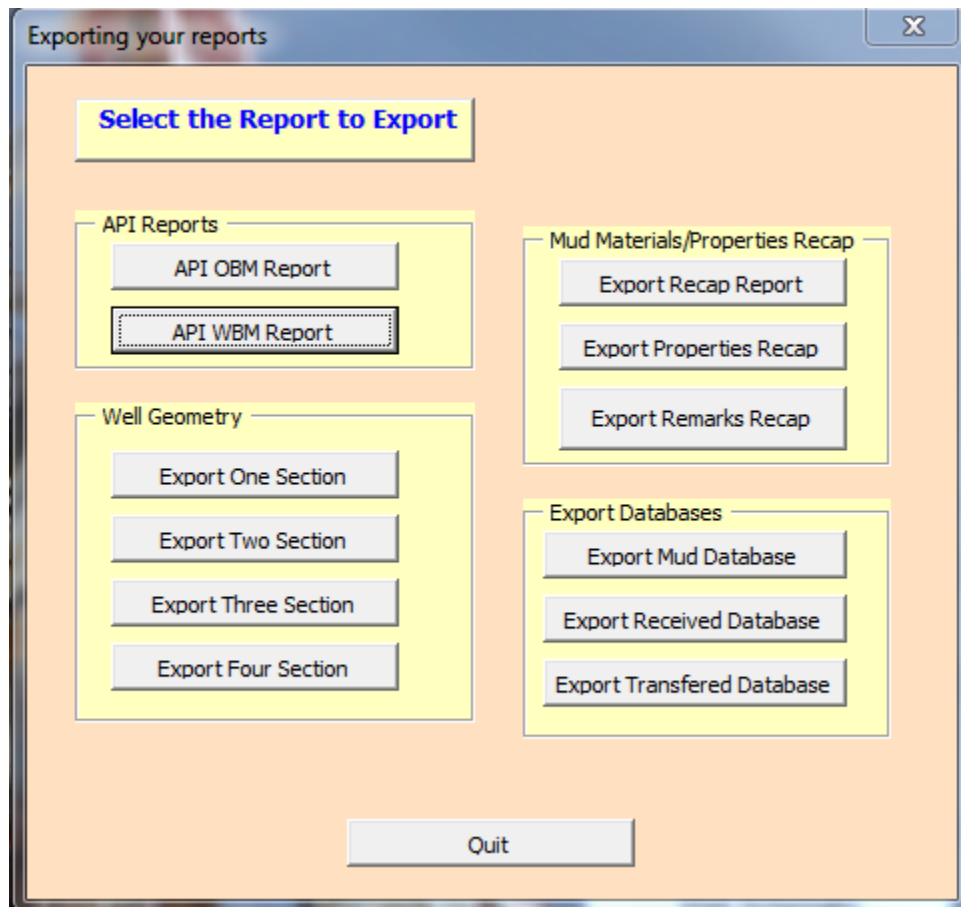 Exporting your reports
Select the Report to Export
API Reports
API OBM Report
API WBM Report
Well Geometry
Export One Section
Export Two Section
Export Three Section
Export Four Section
Mud Materials/Properties Recap
Export Recap Report
Export Properties Recap
Export Remarks Recap
Export Databases
Export Mud Database
Export Received Database
Export Transfered Database
Quit